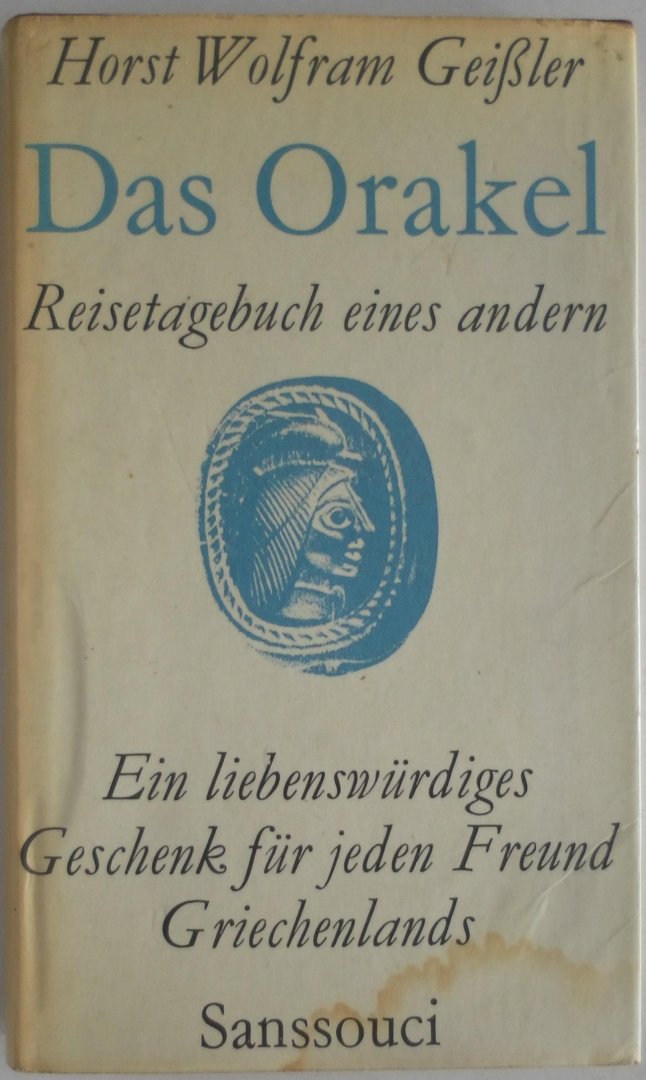 Horst Wolfram Geißler
Das Orakel
Reisetagebuch eines andern
Ein liebenswürdiges
Geschenk für jeden Freund
Griechenlands
Sanssouci